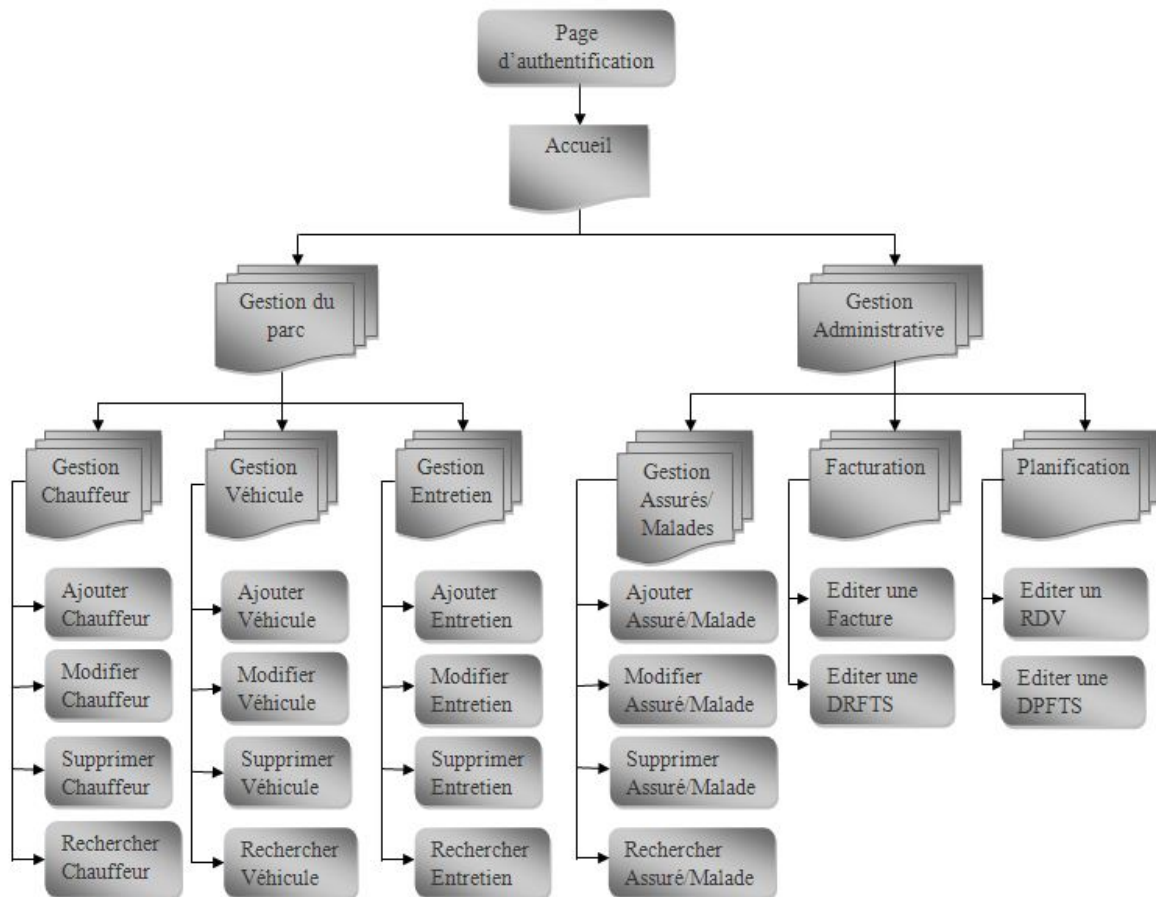 Page
d'authentification
Accueil
Gestion du
parc
Gestion
Administrative
Gestion
Chauffeur
Gestion
Véhicule
Gestion
Entretien
Gestion
Assurés/
Malades
Facturation
Planification
Ajouter
Chauffeur
Modifier
Chauffeur
Supprimer
Chauffeur
Rechercher
Chauffeur
Ajouter
Véhicule
Modifier
Véhicule
Supprimer
Véhicule
Rechercher
Véhicule
Ajouter
Entretien
Modifier
Entretien
Supprimer
Entretien
Rechercher
Entretien
Ajouter
Assuré/Malade
Modifier
Assuré/Malade
Supprimer
Assuré/Malade
Rechercher
Assuré/Malade
Editer une
Facture
Editer une
DRFTS
Editer un
RDV
Editer une
DPFTS